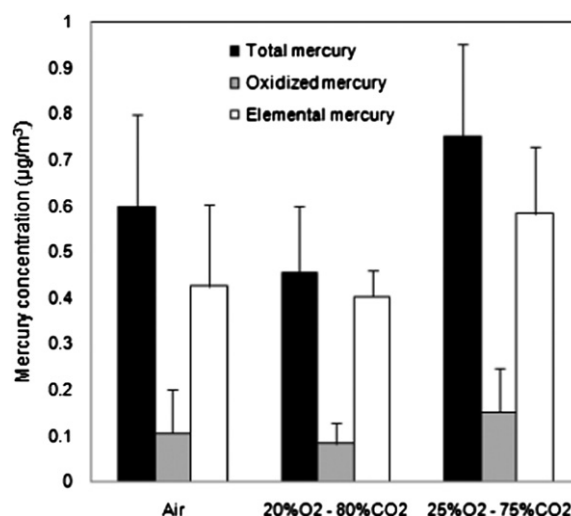 1
0.9
0.8
0.7
0.6
0.5
0.4
0.3
0.2
0.1
0
Mercury concentration (µg/m³)
Total mercury
Oxidized mercury
Elemental mercury
Air
20%O2 - 80%CO2
25%O2 - 75%CO2